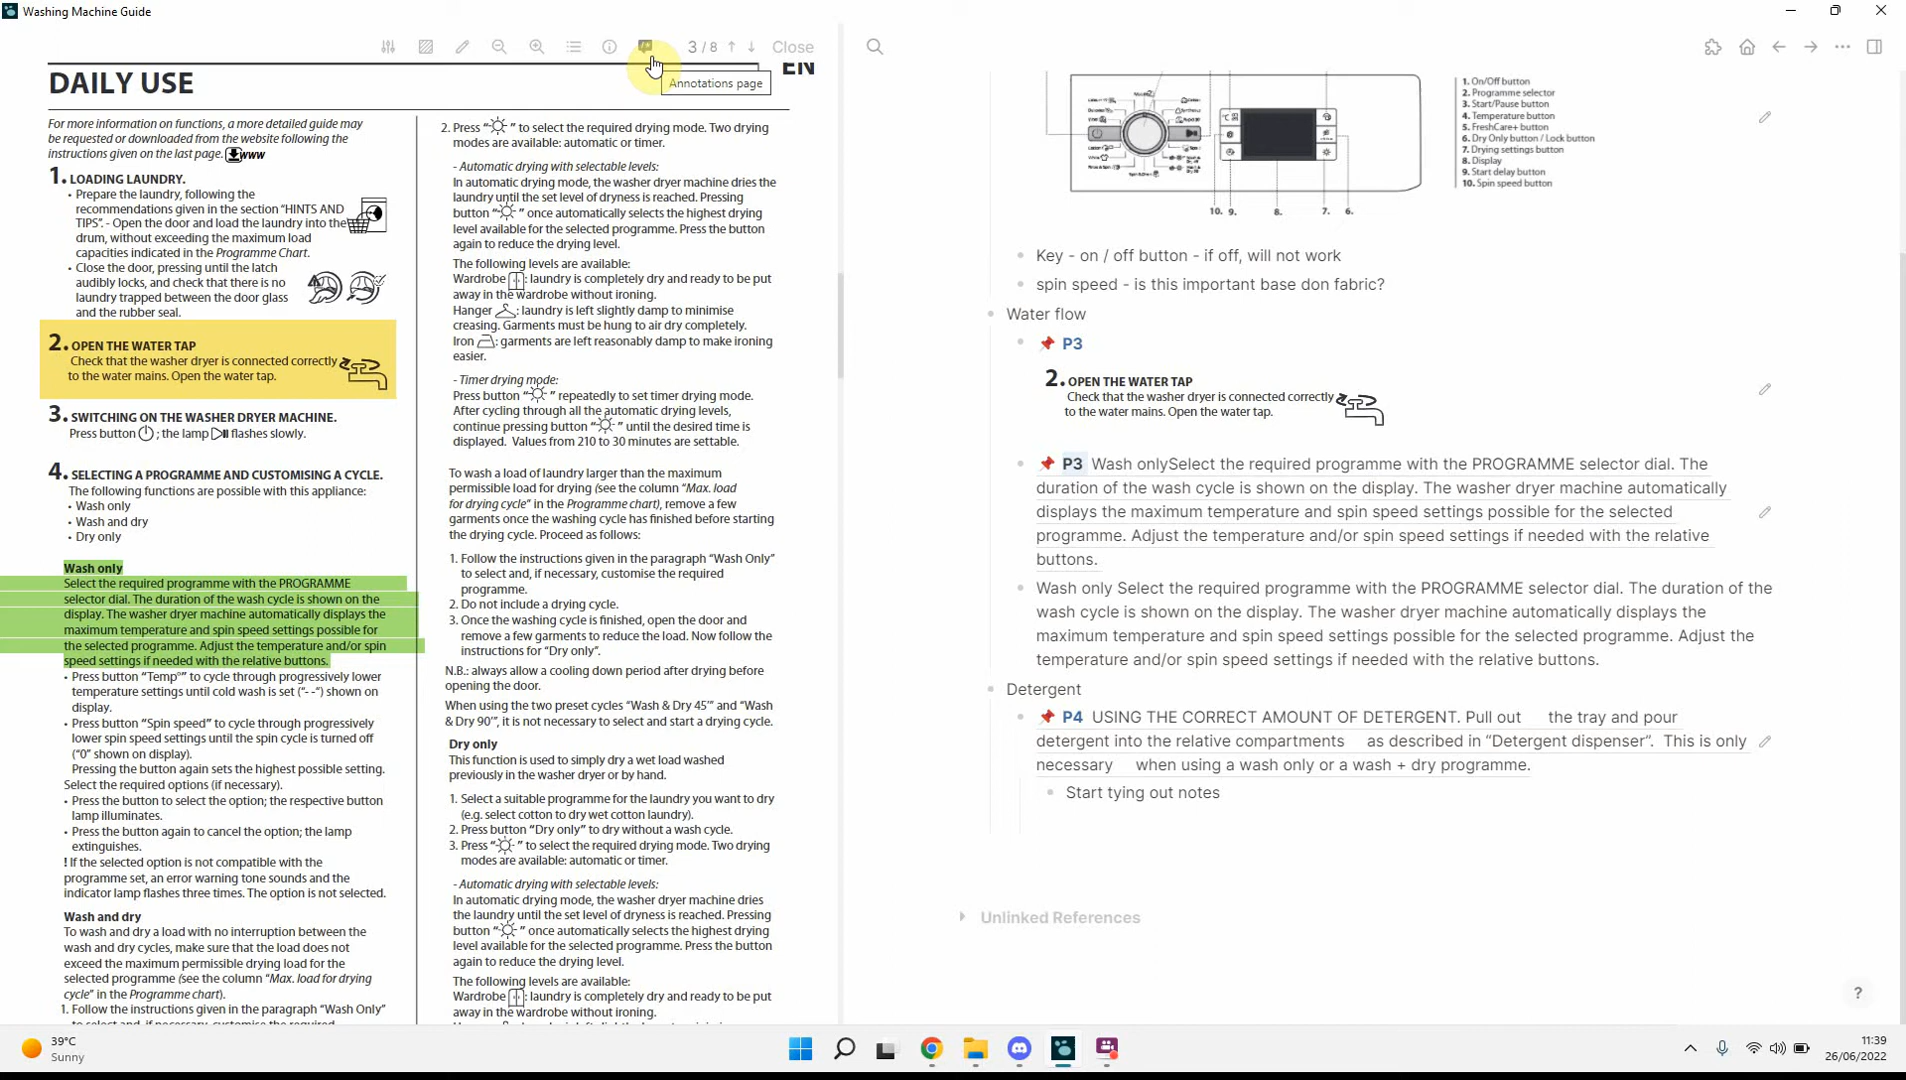 Washing Machine Guide
3 / 8
Close
Annotations page
DAILY USE
EN
For more information on functions, a more detailed guide may
be requested or downloaded from the website following the
instructions given on the last page. www
1. LOADING LAUNDRY.
• Prepare the laundry, following the
recommendations given in the section “HINTS AND
TIPS”. - Open the door and load the laundry into the
drum, without exceeding the maximum load
capacities indicated in the Programme Chart.
• Close the door, pressing until the latch
audibly locks, and check that there is no
laundry trapped between the door glass
and the rubber seal.
2. OPEN THE WATER TAP
Check that the washer dryer is connected correctly
to the water mains. Open the water tap.
3. SWITCHING ON THE WASHER DRYER MACHINE.
Press button ; the lamp flashes slowly.
4. SELECTING A PROGRAMME AND CUSTOMISING A CYCLE.
The following functions are possible with this appliance:
• Wash only
• Wash and dry
• Dry only
Wash only
Select the required programme with the PROGRAMME
selector dial. The duration of the wash cycle is shown on the
display. The washer dryer machine automatically displays the
maximum temperature and spin speed settings possible for
the selected programme. Adjust the temperature and/or spin
speed settings if needed with the relative buttons.
• Press button “Temp°” to cycle through progressively lower
temperature settings until cold wash is set (“- -”) shown on
display.
• Press button “Spin speed” to cycle through progressively
lower spin speed settings until the spin cycle is turned off
(“0” shown on display).
Pressing the button again sets the highest possible setting.
Select the required options (if necessary).
• Press the button to select the option; the respective button
lamp illuminates.
• Press the button again to cancel the option; the lamp
extinguishes.
! If the selected option is not compatible with the
programme set, an error warning tone sounds and the
indicator lamp flashes three times. The option is not selected.
Wash and dry
To wash and dry a load with no interruption between the
wash and dry cycles, make sure that the load does not
exceed the maximum permissible drying load for the
selected programme (see the column “Max. load for drying
cycle” in the Programme chart).
1. Follow the instructions given in the paragraph “Wash Only”
to select and, if necessary, customise the required
2. Press “ ” to select the required drying mode. Two drying
modes are available: automatic or timer.
- Automatic drying with selectable levels:
In automatic drying mode, the washer dryer machine dries the
laundry until the set level of dryness is reached. Pressing
button “ ” once automatically selects the highest drying
level available for the selected programme. Press the button
again to reduce the drying level.
The following levels are available:
Wardrobe : laundry is completely dry and ready to be put
away in the wardrobe without ironing.
Hanger : laundry is left slightly damp to minimise
creasing. Garments must be hung to air dry completely.
Iron : garments are left reasonably damp to make ironing
easier.
- Timer drying mode:
Press button “ ” repeatedly to set timer drying mode.
After cycling through all the automatic drying levels,
continue pressing button “ ” until the desired time is
displayed. Values from 210 to 30 minutes are settable.
To wash a load of laundry larger than the maximum
permissible load for drying (see the column “Max. load
for drying cycle” in the Programme chart), remove a few
garments once the washing cycle has finished before starting
the drying cycle. Proceed as follows:
1. Follow the instructions given in the paragraph “Wash Only”
to select and, if necessary, customise the required
programme.
2. Do not include a drying cycle.
3. Once the washing cycle is finished, open the door and
remove a few garments to reduce the load. Now follow the
instructions for “Dry only”.
N.B.: always allow a cooling down period after drying before
opening the door.
When using the two preset cycles “Wash & Dry 45’” and “Wash
& Dry 90’”, it is not necessary to select and start a drying cycle.
Dry only
This function is used to simply dry a wet load washed
previously in the washer dryer or by hand.
1. Select a suitable programme for the laundry you want to dry
(e.g. select cotton to dry wet cotton laundry).
2. Press button “Dry only” to dry without a wash cycle.
3. Press “ ” to select the required drying mode. Two drying
modes are available: automatic or timer.
- Automatic drying with selectable levels:
In automatic drying mode, the washer dryer machine dries
the laundry until the set level of dryness is reached. Pressing
button “ ” once automatically selects the highest drying
level available for the selected programme. Press the button
again to reduce the drying level.
The following levels are available:
Wardrobe : laundry is completely dry and ready to be put
away in the wardrobe without ironing.
1. On/Off button
2. Programme selector
3. Start/Pause button
4. Temperature button
5. FreshCare+ button
6. Dry Only button / Lock button
7. Drying settings button
8. Display
9. Start delay button
10. Spin speed button
10. 9. 8. 7. 6.
Key - on / off button - if off, will not work
spin speed - is this important base don fabric?
Water flow
P3
2. OPEN THE WATER TAP
Check that the washer dryer is connected correctly
to the water mains. Open the water tap.
P3 Wash onlySelect the required programme with the PROGRAMME selector dial. The
duration of the wash cycle is shown on the display. The washer dryer machine automatically
displays the maximum temperature and spin speed settings possible for the selected
programme. Adjust the temperature and/or spin speed settings if needed with the relative
buttons.
Wash only Select the required programme with the PROGRAMME selector dial. The duration of the
wash cycle is shown on the display. The washer dryer machine automatically displays the
maximum temperature and spin speed settings possible for the selected programme. Adjust the
temperature and/or spin speed settings if needed with the relative buttons.
Detergent
P4 USING THE CORRECT AMOUNT OF DETERGENT. Pull out the tray and pour
detergent into the relative compartments as described in “Detergent dispenser”. This is only
necessary when using a wash only or a wash + dry programme.
Start tying out notes
Unlinked References
?
39°C
Sunny
11:39
26/06/2022